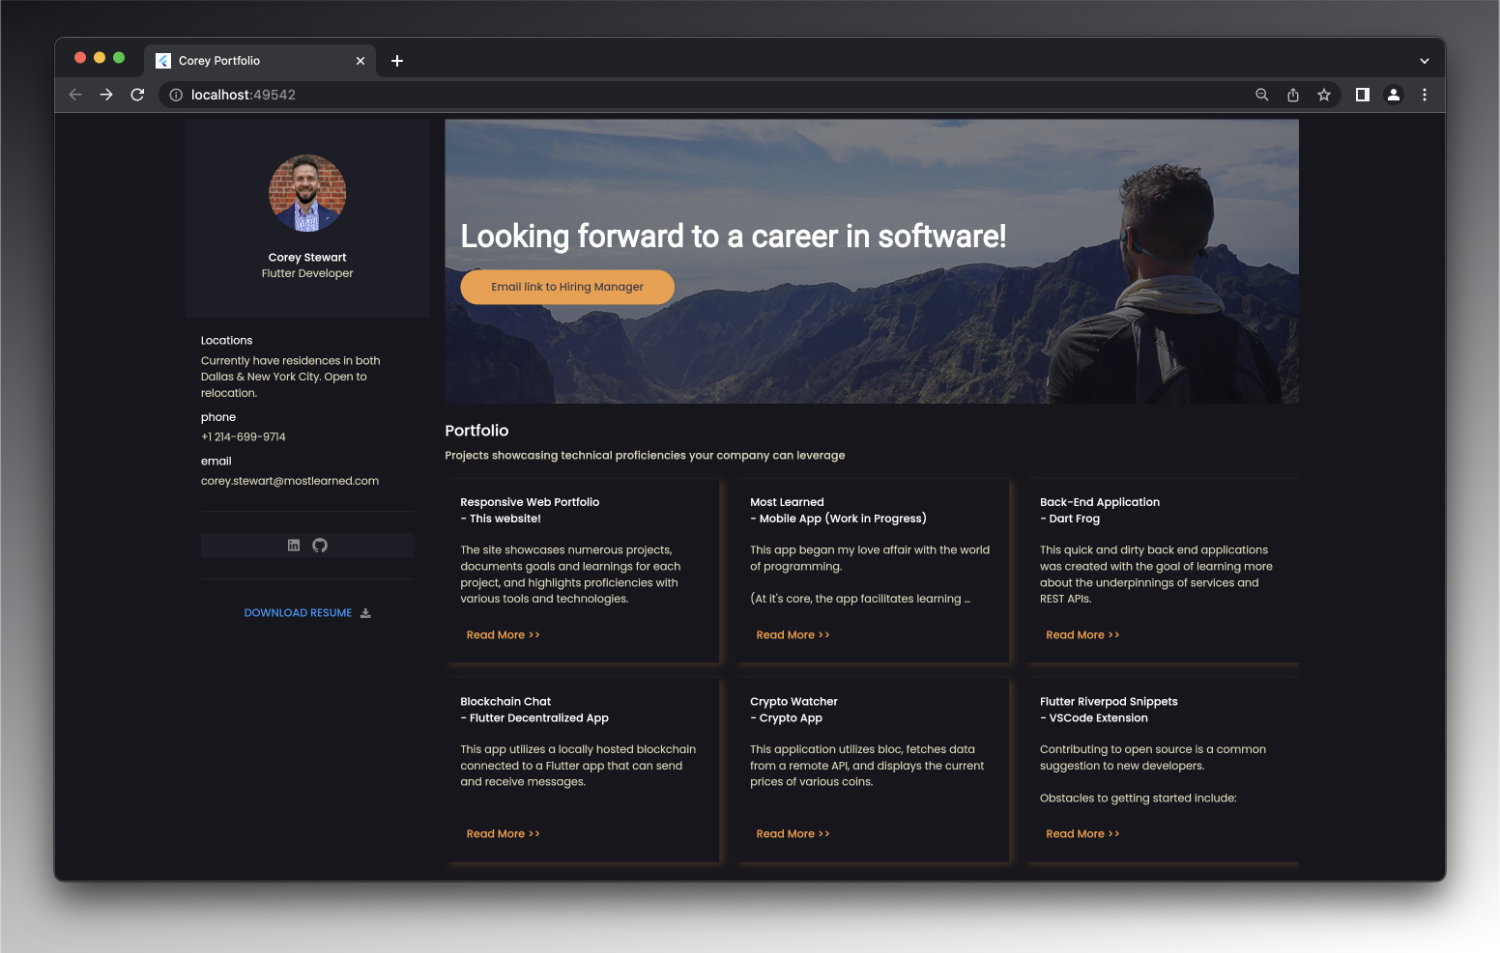 Corey Portfolio
localhost:49542
Corey Stewart
Flutter Developer
Locations
Currently have residences in both
Dallas & New York City. Open to
relocation.
phone
+1 214-699-9714
email
corey.stewart@mostlearned.com
DOWNLOAD RESUME
Looking forward to a career in software!
Email link to Hiring Manager
Portfolio
Projects showcasing technical proficiencies your company can leverage
Responsive Web Portfolio
- This website!
The site showcases numerous projects,
documents goals and learnings for each
project, and highlights proficiencies with
various tools and technologies.
Read More >>
Most Learned
- Mobile App (Work in Progress)
This app began my love affair with the world
of programming.
(At it's core, the app facilitates learning ...
Read More >>
Back-End Application
- Dart Frog
This quick and dirty back end applications
was created with the goal of learning more
about the underpinnings of services and
REST APIs.
Read More >>
Blockchain Chat
- Flutter Decentralized App
This app utilizes a locally hosted blockchain
connected to a Flutter app that can send
and receive messages.
Read More >>
Crypto Watcher
- Crypto App
This application utilizes bloc, fetches data
from a remote API, and displays the current
prices of various coins.
Read More >>
Flutter Riverpod Snippets
- VSCode Extension
Contributing to open source is a common
suggestion to new developers.
Obstacles to getting started include:
Read More >>